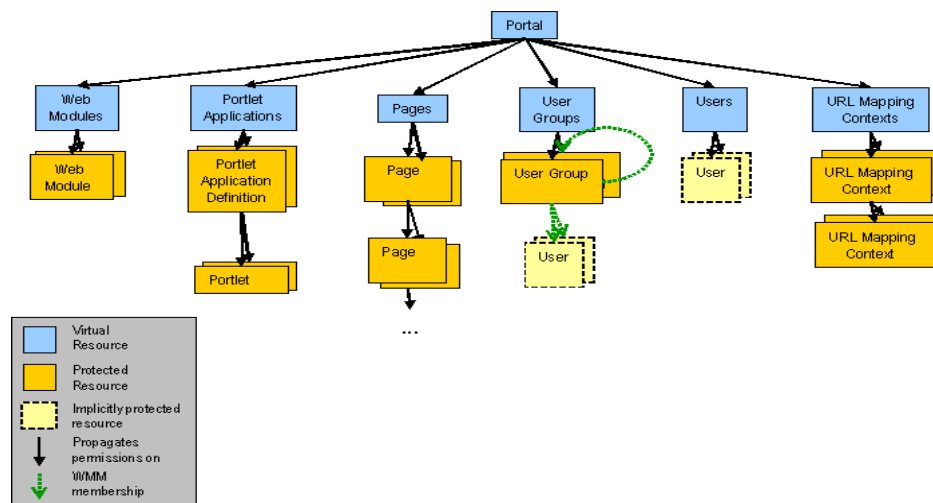 Portal
Web
Modules
Portlet
Applications
Pages
User
Groups
Users
URL Mapping
Contexts
Web
Module
Portlet
Application
Definition
Page
User Group
User
URL Mapping
Context
Portlet
Page
User
URL Mapping
Context
...
Virtual
Resource
Protected
Resource
Implicitly protected
resource
Propagates
permissions on
WMM
membership